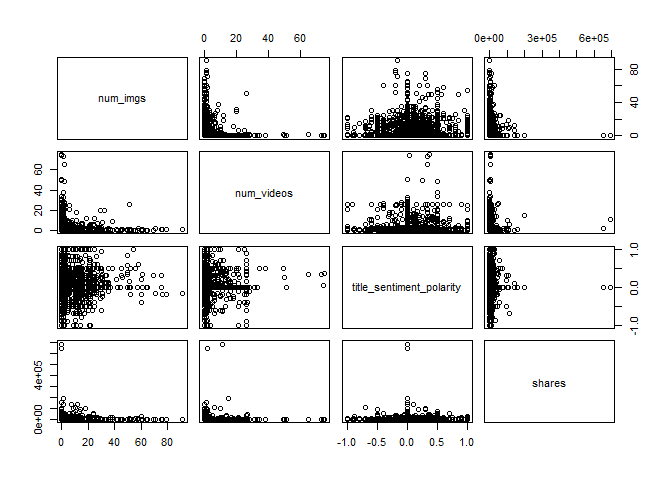 0 20 40 60
0e+00 3e+05 6e+05
num_imgs
0 40 80
0 20 40 60
num_videos
title_sentiment_polarity
-1.0 0.0 1.0
0e+00 4e+05
shares
0 20 40 60 80
-1.0 -0.5 0.0 0.5 1.0